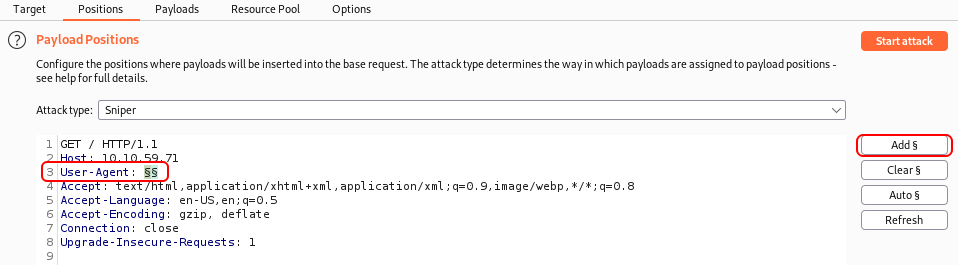 Target Positions Payloads Resource Pool Options
? Payload Positions Start attack
Configure the positions where payloads will be inserted into the base request. The attack type determines the way in which payloads are assigned to payload positions -
see help for full details.
Attack type: Sniper
1 GET / HTTP/1.1 Add §
2 Host: 10.10.59.71
3 User-Agent: §§ Clear §
4 Accept: text/html,application/xhtml+xml,application/xml;q=0.9,image/webp,*/*;q=0.8
5 Accept-Language: en-US,en;q=0.5 Auto §
6 Accept-Encoding: gzip, deflate Refresh
7 Connection: close
8 Upgrade-Insecure-Requests: 1
9